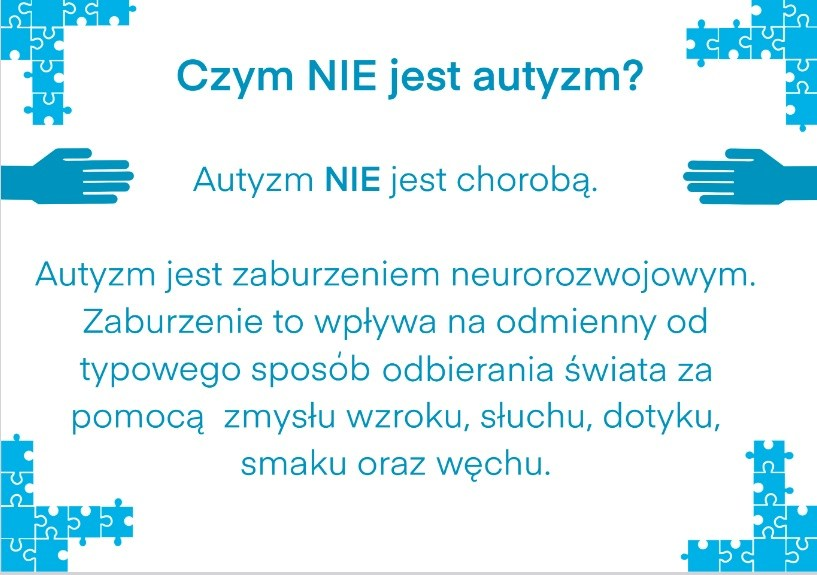 Czym NIE jest autyzm?
Autyzm NIE jest chorobą.
Autyzm jest zaburzeniem neurorozwojowym.
Zaburzenie to wpływa na odmienny od
typowego sposób odbierania świata za
pomocą zmysłu wzroku, słuchu, dotyku,
smaku oraz węchu.